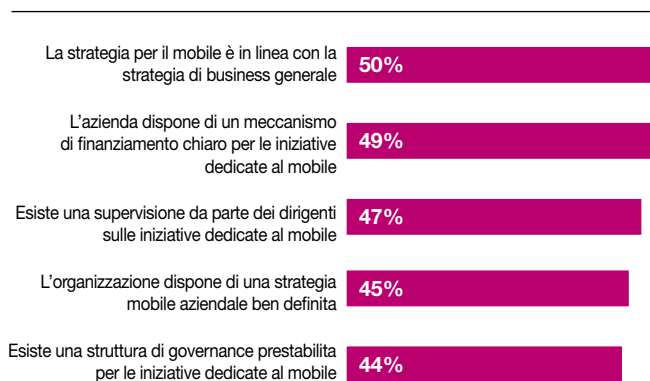 La strategia per il mobile è in linea con la
strategia di business generale
50%
L'azienda dispone di un meccanismo
di finanziamento chiaro per le iniziative
dedicate al mobile
49%
Esiste una supervisione da parte dei dirigenti
sulle iniziative dedicate al mobile
47%
L'organizzazione dispone di una strategia
mobile aziendale ben definita
45%
Esiste una struttura di governance prestabilita
per le iniziative dedicate al mobile
44%